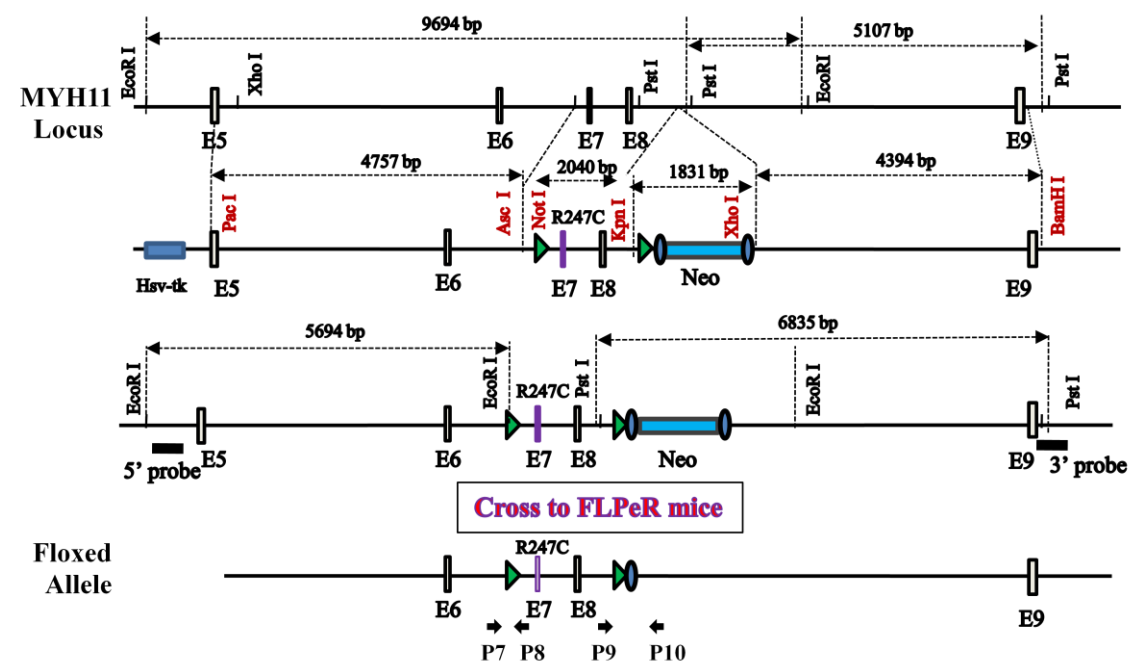 9694 bp
5107 bp
EcoR I
Xho I
Pst I
Pst I
EcoRI
Pst I
MYH11
Locus
E5
E6
E7
E8
E9
4757 bp
2040 bp
1831 bp
4394 bp
Pac I
Asc I
Not I
R247C
Kpn I
Xho I
BamH I
Hsv-tk
E5
E6
E7
E8
Neo
E9
5694 bp
6835 bp
EcoR I
EcoR I
R247C
Pst I
EcoR I
Pst I
5’ probe
E5
E6
E7
E8
Neo
E9
3’ probe
Cross to FLPeR mice
Floxed
Allele
R247C
E6
E7
E8
E9
P7
P8
P9
P10